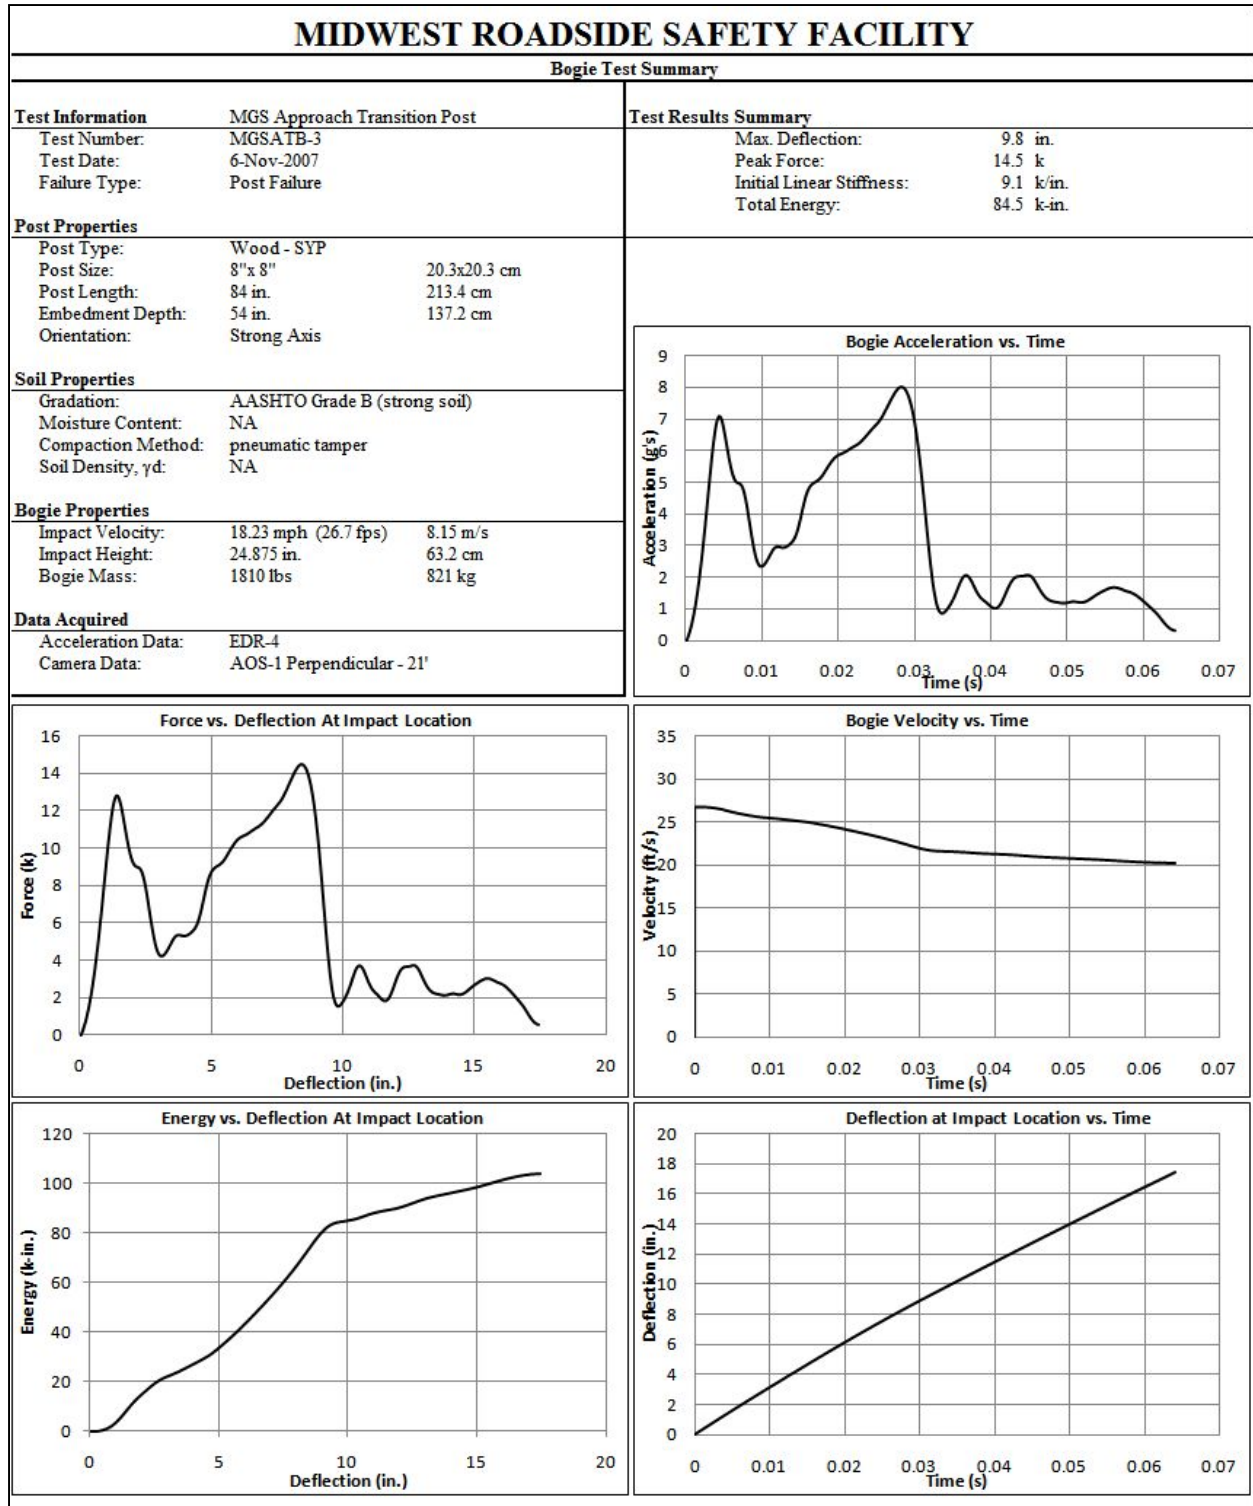 MIDWEST ROADSIDE SAFETY FACILITY
Bogie Test Summary
Test Information MGS Approach Transition Post
Test Number: MGSATB-3
Test Date: 6-Nov-2007
Failure Type: Post Failure
Post Properties
Post Type: Wood - SYP
Post Size: 8"x 8" 20.3x20.3 cm
Post Length: 84 in. 213.4 cm
Embedment Depth: 54 in. 137.2 cm
Orientation: Strong Axis
Soil Properties
Gradation: AASHTO Grade B (strong soil)
Moisture Content: NA
Compaction Method: pneumatic tamper
Soil Density, γd: NA
Bogie Properties
Impact Velocity: 18.23 mph (26.7 fps) 8.15 m/s
Impact Height: 24.875 in. 63.2 cm
Bogie Mass: 1810 lbs 821 kg
Data Acquired
Acceleration Data: EDR-4
Camera Data: AOS-1 Perpendicular - 21'
Test Results Summary
Max. Deflection: 9.8 in.
Peak Force: 14.5 k
Initial Linear Stiffness: 9.1 k/in.
Total Energy: 84.5 k-in.
Bogie Acceleration vs. Time
9
8
7
6
5
4
3
2
1
0
Acceleration (g's)
0 0.01 0.02 0.03 0.04 0.05 0.06 0.07
Time (s)
Force vs. Deflection At Impact Location
16
14
12
10
8
6
4
2
0
Force (k)
0 5 10 15 20
Deflection (in.)
Bogie Velocity vs. Time
35
30
25
20
15
10
5
0
Velocity (ft/s)
0 0.01 0.02 0.03 0.04 0.05 0.06 0.07
Time (s)
Energy vs. Deflection At Impact Location
120
100
80
60
40
20
0
Energy (k-in.)
0 5 10 15 20
Deflection (in.)
Deflection at Impact Location vs. Time
20
18
16
14
12
10
8
6
4
2
0
Deflection (in.)
0 0.01 0.02 0.03 0.04 0.05 0.06 0.07
Time (s)